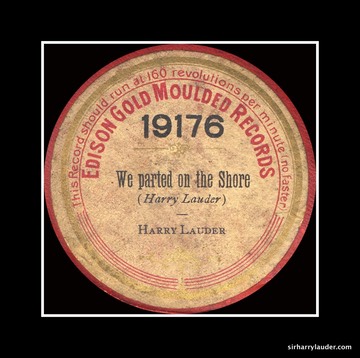 This Record should run at 160 revolutions per minute (no faster)
EDISON GOLD MOULDED RECORDS
19176
We parted on the Shore
(Harry Lauder)
HARRY LAUDER
sirharrylauder.com